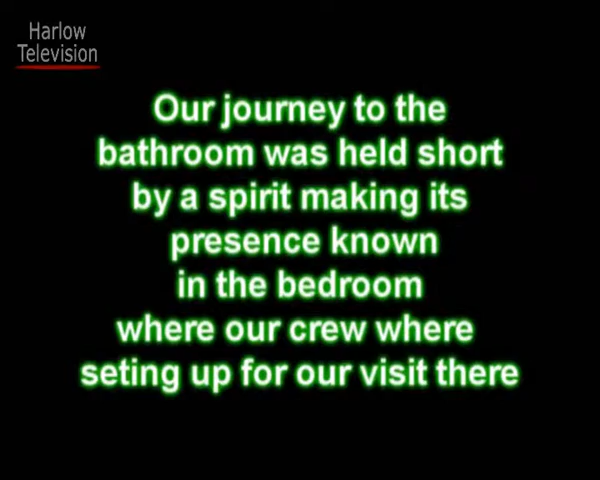 Harlow
Television
Our journey to the
bathroom was held short
by a spirit making its
presence known
in the bedroom
where our crew where
seting up for our visit there